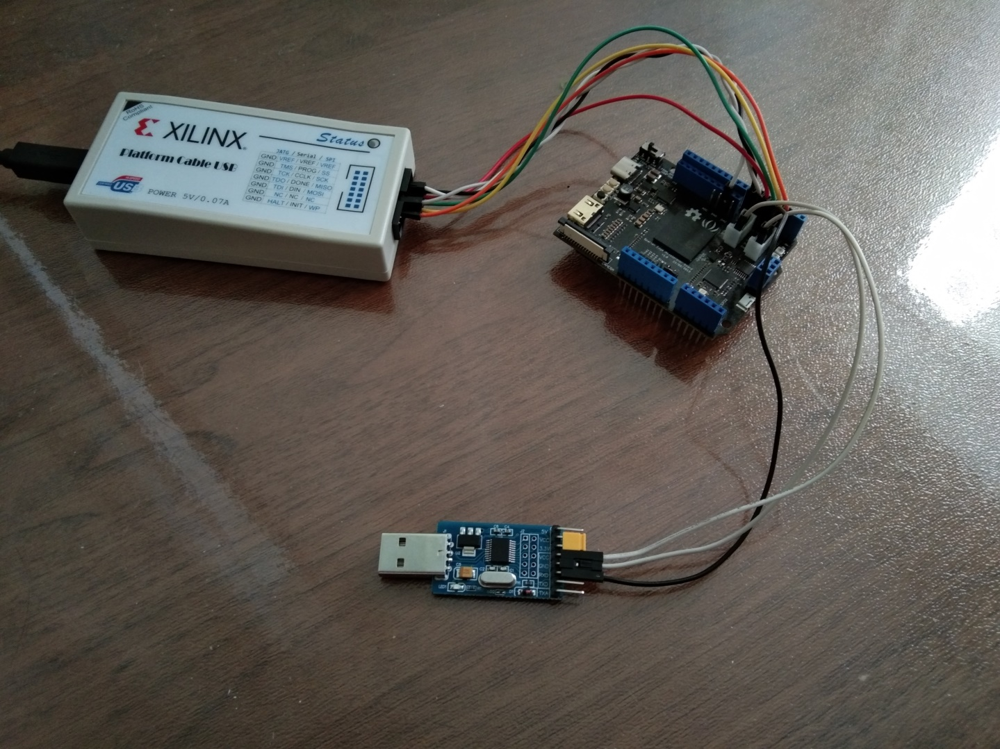 RoHS
Compliant
XILINX
Status
Platform Cable USB
POWER 5V/0.07A
JATG / Serial / SPI
GND VREF / VREF / VREF
GND TMS / PROG / SS
GND TCK / CCLK / SCK
GND TDO / DONE / MISO
GND TDI / DIN / MOSI
GND NC / NC / NC
GND HALT / INIT / WP
5V
VCC
3.3V
VCC
GND
RXD
TXD